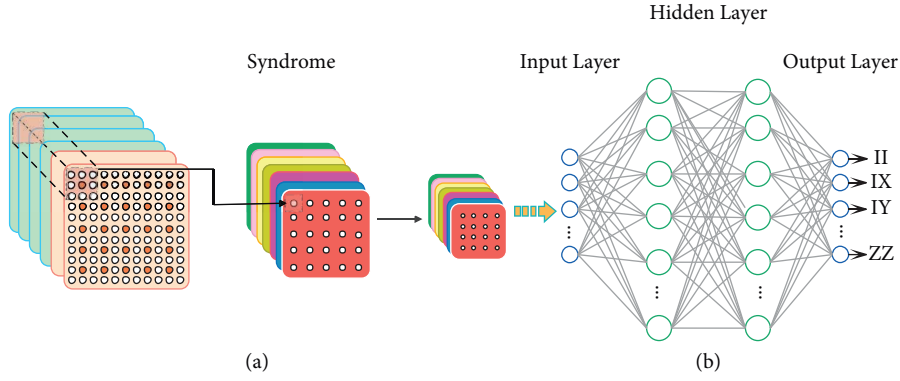 Hidden Layer
Syndrome
Input Layer
Output Layer
II
IX
IY
ZZ
(a)
(b)